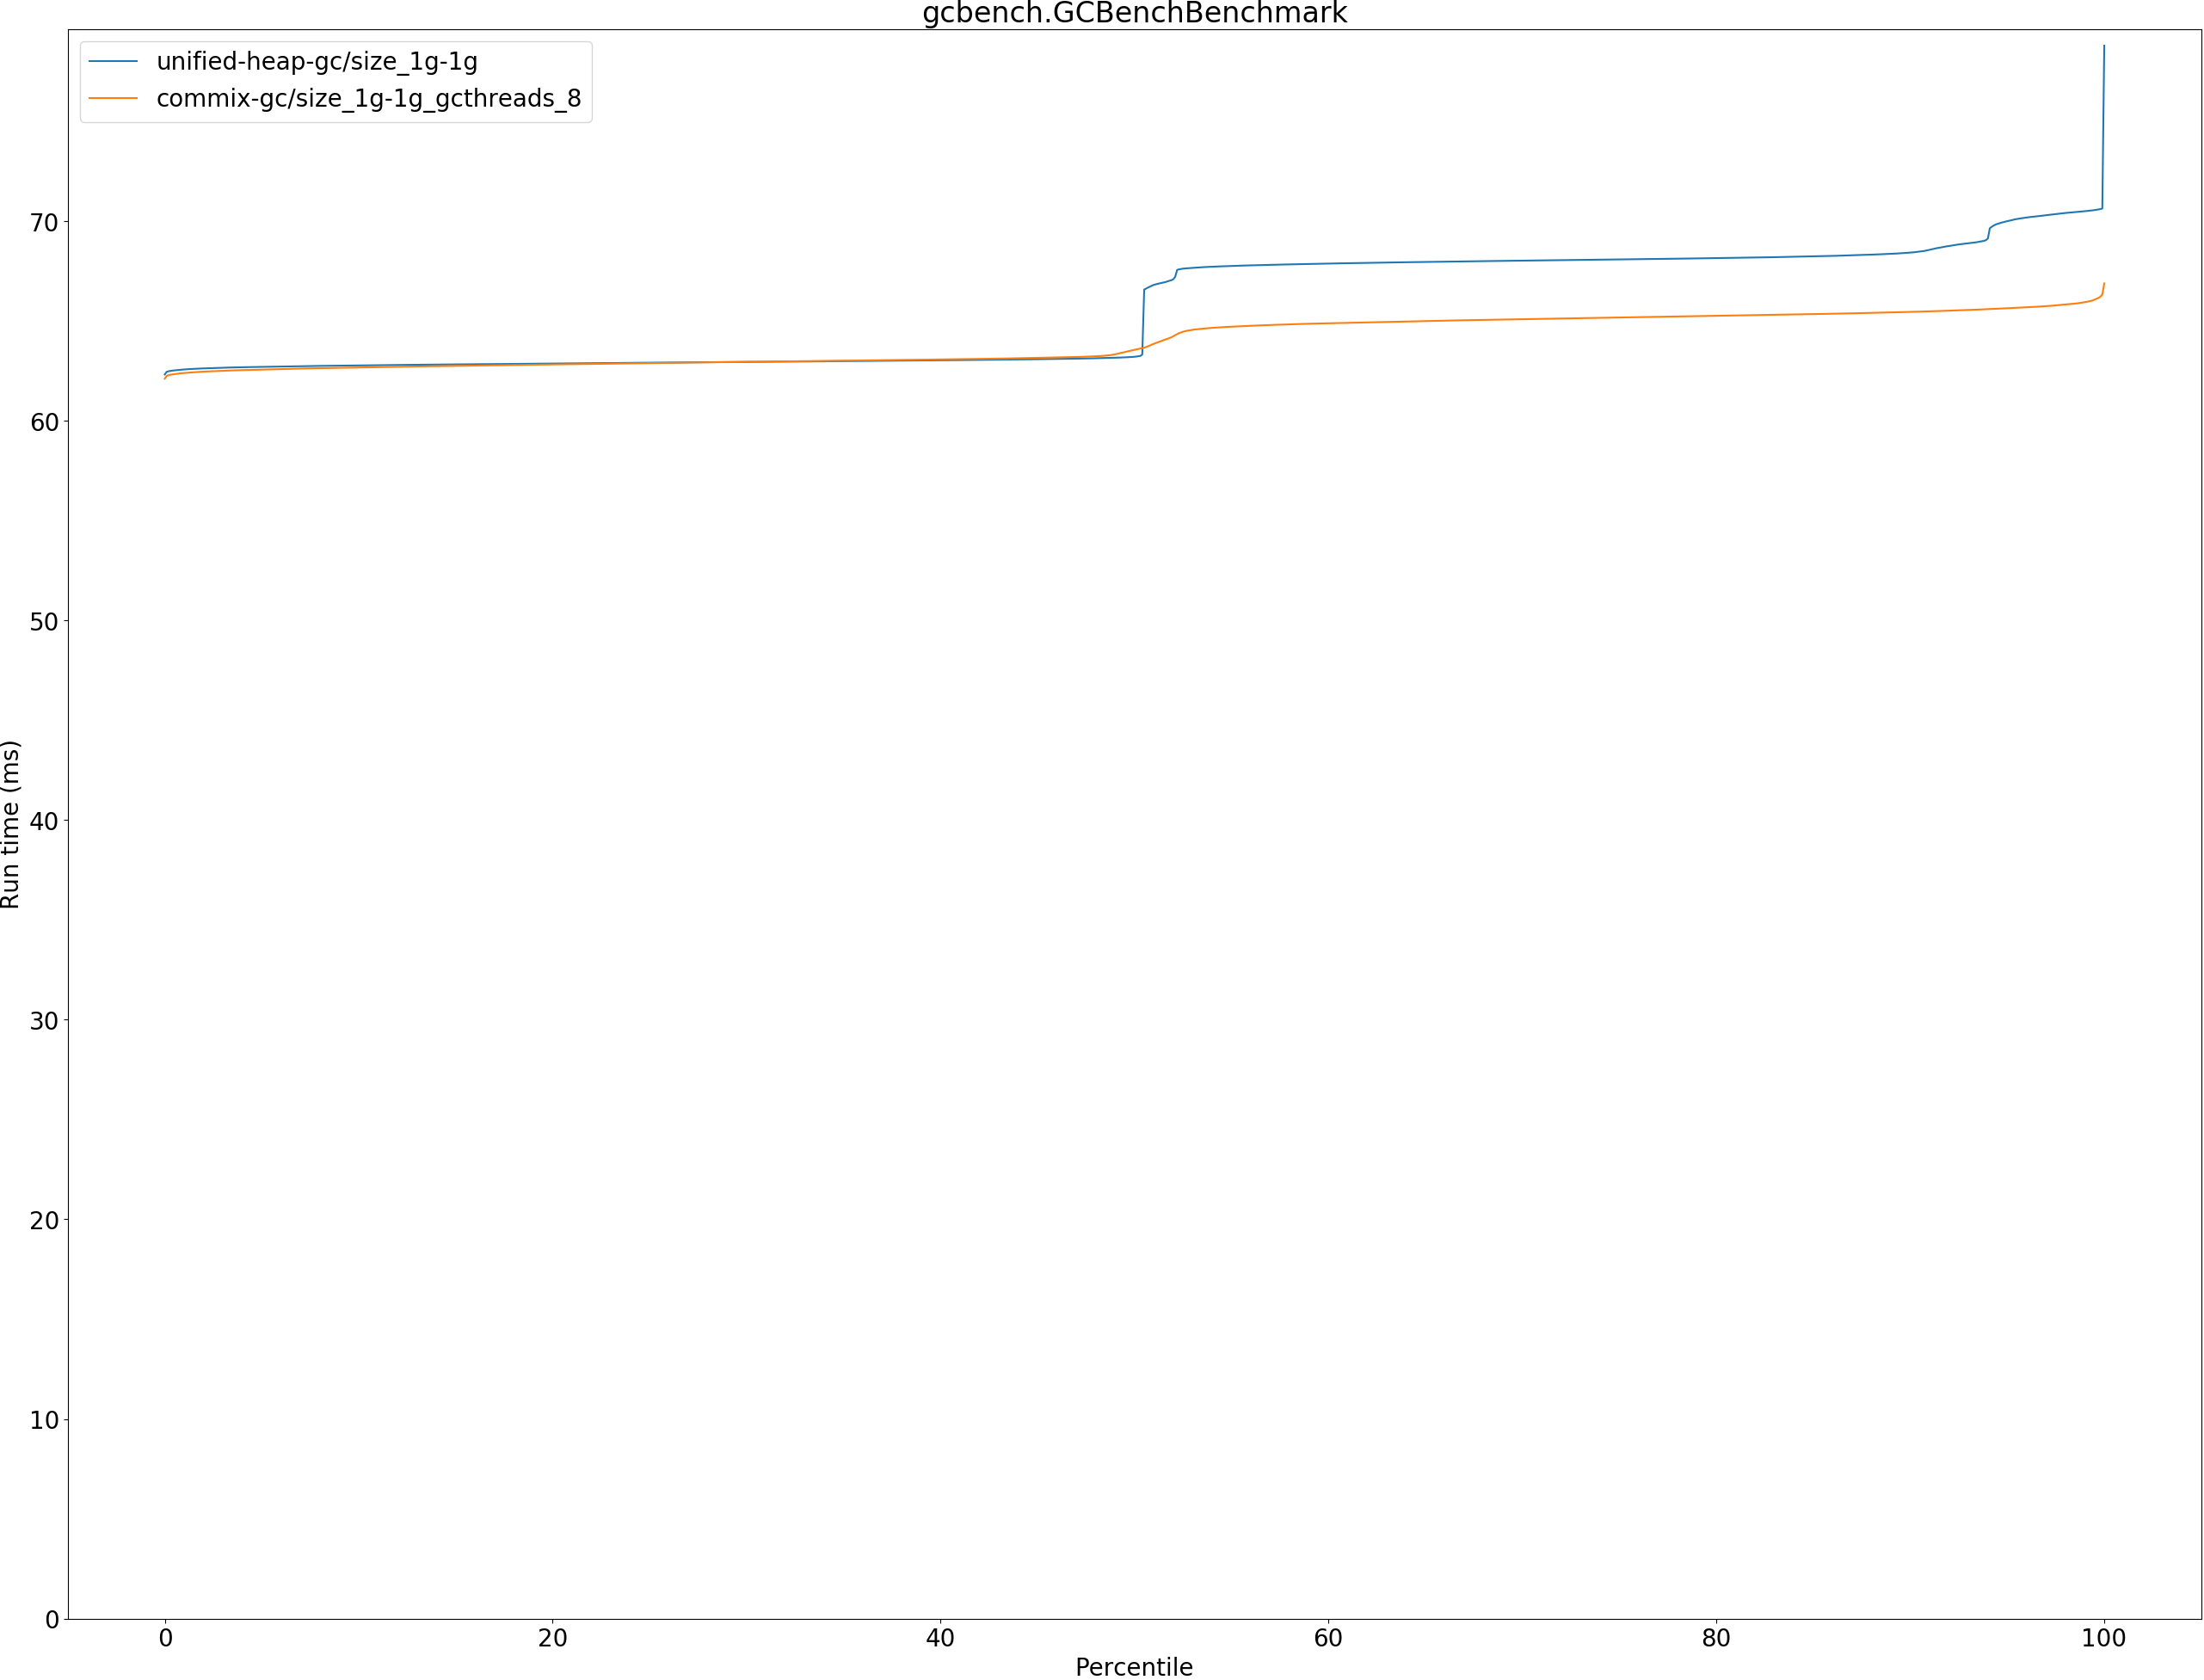 gcbench.GCBenchBenchmark
unified-heap-gc/size_1g-1g
commix-gc/size_1g-1g_gcthreads_8
70
60
50
40
30
20
10
0
Run time (ms)
0 20 40 60 80 100
Percentile